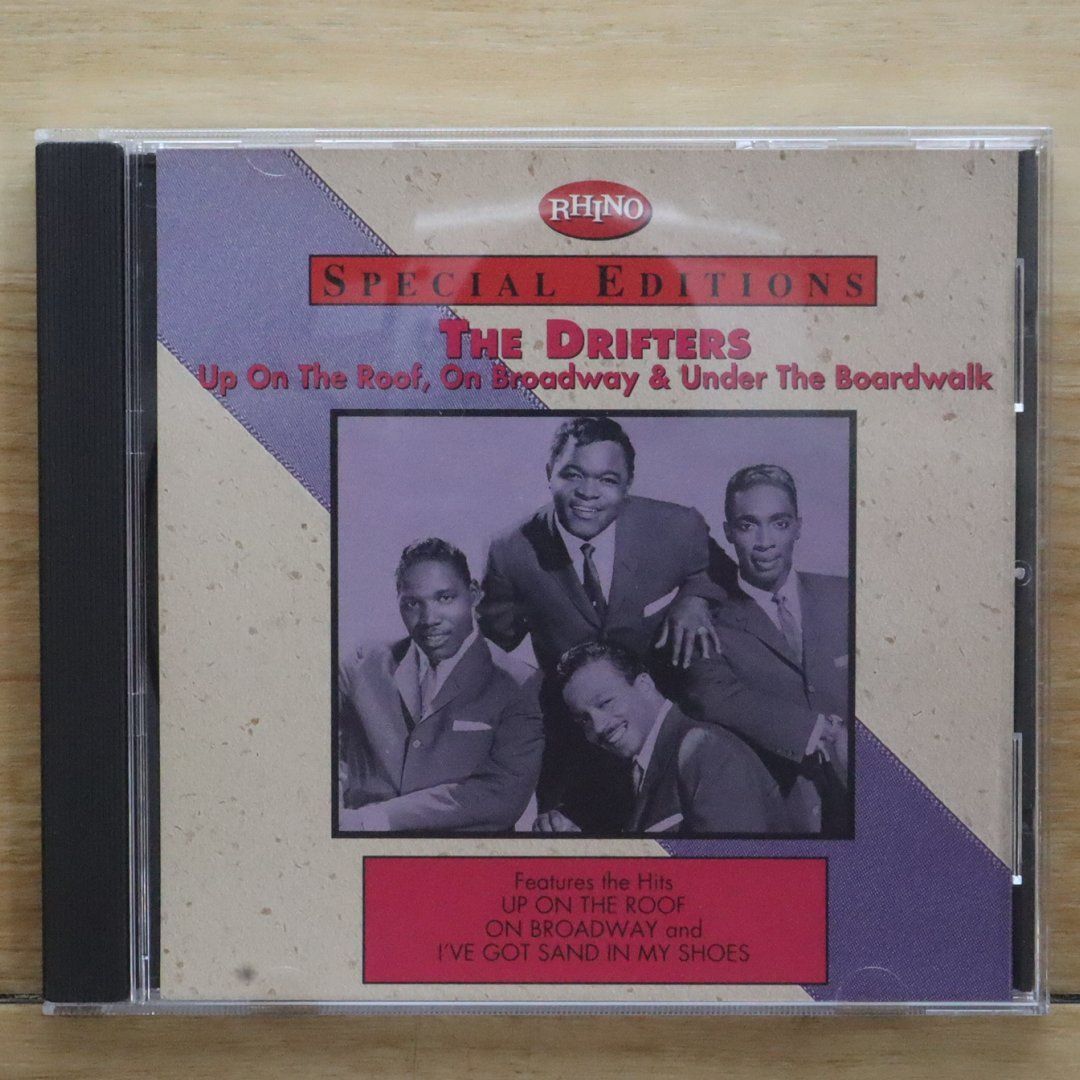 RHINO
SPECIAL EDITIONS
THE DRIFTERS
Up On The Roof, On Broadway & Under The Boardwalk
Features the Hits
UP ON THE ROOF
ON BROADWAY and
I'VE GOT SAND IN MY SHOES